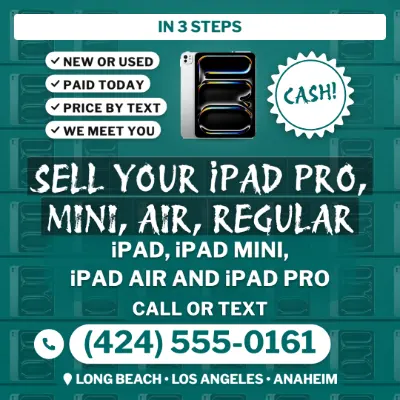 IN 3 STEPS
NEW OR USED
PAID TODAY
PRICE BY TEXT
WE MEET YOU
CASH!
SELL YOUR iPAD PRO,
MINI, AIR, REGULAR
iPAD, iPAD MINI,
iPAD AIR AND iPAD PRO
CALL OR TEXT
(424) 555-0161
LONG BEACH • LOS ANGELES • ANAHEIM